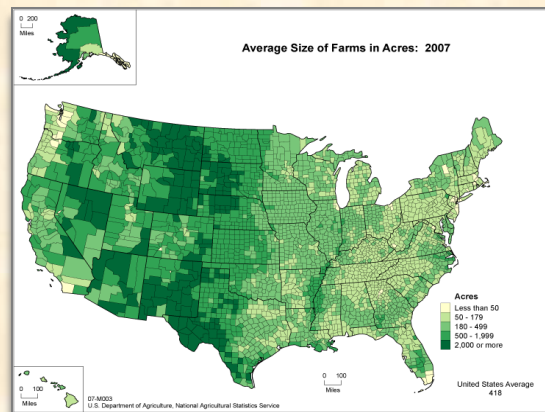 0 200
Miles
Average Size of Farms in Acres: 2007
Acres
Less than 50
50 - 179
180 - 499
500 - 1,999
2,000 or more
0 100
Miles
0 100
Miles
United States Average
418
07-M003
U.S. Department of Agriculture, National Agricultural Statistics Service